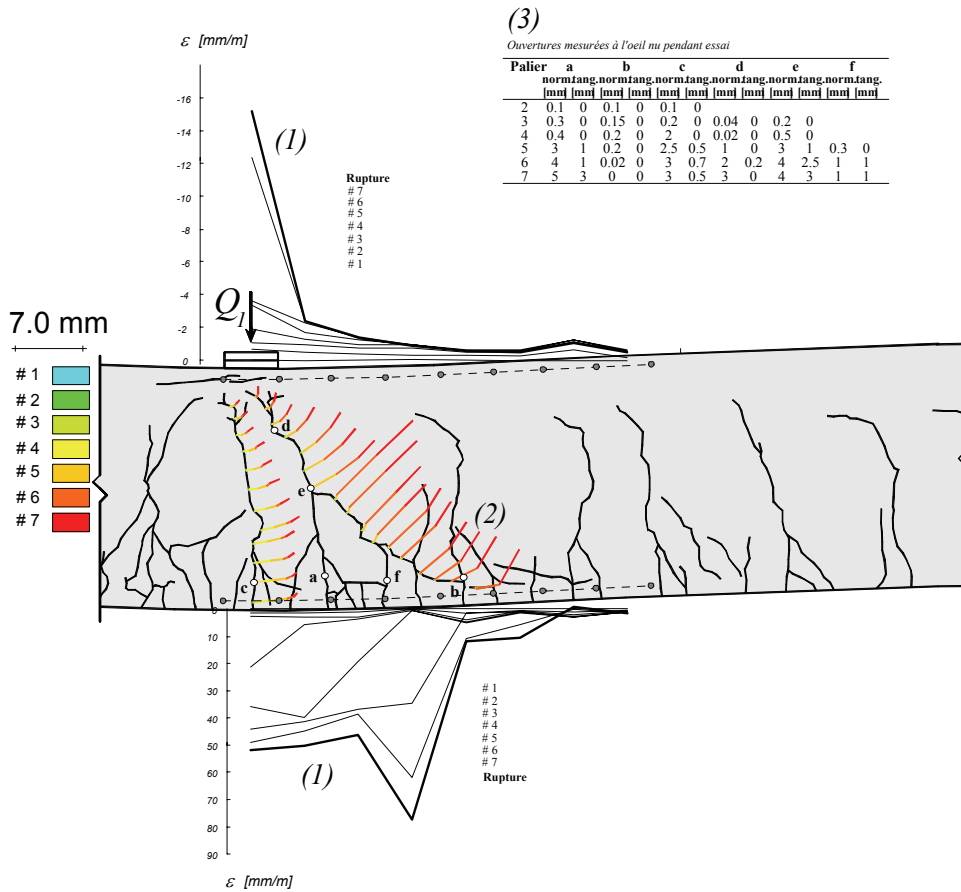 (3)
Ouvertures mesurées à l'oeil nu pendant essai
Palier a b c d e f
norm. tang. norm. tang. norm. tang. norm. tang. norm. tang. norm. tang.
[mm] [mm] [mm] [mm] [mm] [mm] [mm] [mm] [mm] [mm] [mm] [mm]
2 0.1 0 0.1 0 0.1 0
3 0.3 0 0.15 0 0.2 0 0.04 0 0.2 0
4 0.4 0 0.2 0 2 0 0.02 0 0.5 0
5 3 1 0.2 0 2.5 0.5 1 0 3 1 0.3 0
6 4 1 0.02 0 3 0.7 2 0.2 4 2.5 1 1
7 5 3 0 0 3 0.5 3 0 4 3 1 1
ε [mm/m]
-16
-14
-12
-10
-8
-6
-4
-2
0
(1)
Rupture
# 7
# 6
# 5
# 4
# 3
# 2
# 1
Q1
7.0 mm
# 1
# 2
# 3
# 4
# 5
# 6
# 7
d
e
(2)
c
a
f
b
0
10
20
30
40
50
60
70
80
90
(1)
# 1
# 2
# 3
# 4
# 5
# 6
# 7
Rupture
ε [mm/m]